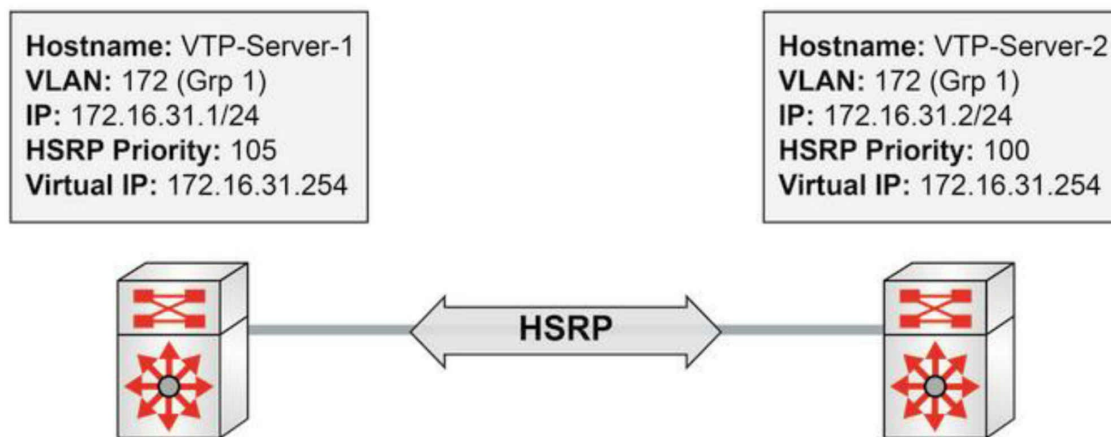 Hostname: VTP-Server-1
VLAN: 172 (Grp 1)
IP: 172.16.31.1/24
HSRP Priority: 105
Virtual IP: 172.16.31.254
Hostname: VTP-Server-2
VLAN: 172 (Grp 1)
IP: 172.16.31.2/24
HSRP Priority: 100
Virtual IP: 172.16.31.254
HSRP